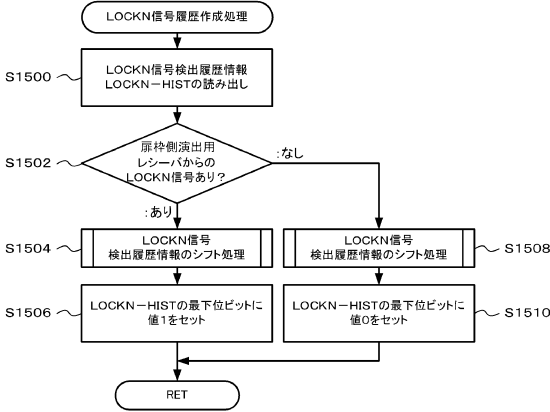 LOCKN信号履歴作成処理
S1500
LOCKN信号検出履歴情報
LOCKN－HISTの読み出し
S1502
扉枠側演出用
レシーバからの
LOCKN信号あり？
：なし
：あり
S1504
LOCKN信号
検出履歴情報のシフト処理
LOCKN信号
検出履歴情報のシフト処理
S1508
S1506
LOCKN－HISTの最下位ビットに
値1をセット
LOCKN－HISTの最下位ビットに
値0をセット
S1510
RET